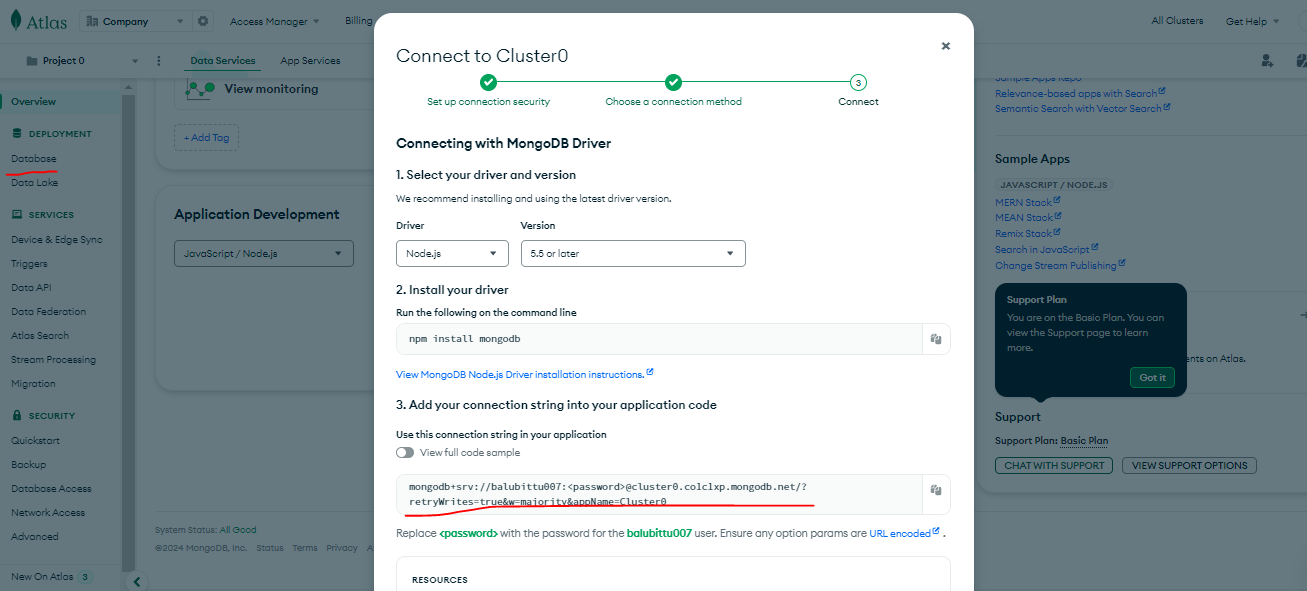 Atlas
Company
Access Manager
Billing
All Clusters
Get Help
Project 0
Data Services
App Services
Overview
DEPLOYMENT
Database
Data Lake
SERVICES
Device & Edge Sync
Triggers
Data API
Data Federation
Atlas Search
Stream Processing
Migration
SECURITY
Quickstart
Backup
Database Access
Network Access
Advanced
New On Atlas 3
View monitoring
+ Add Tag
Application Development
JavaScript / Node.js
System Status: All Good
©2024 MongoDB, Inc. Status Terms Privacy
Connect to Cluster0
Set up connection security
Choose a connection method
3
Connect
Connecting with MongoDB Driver
1. Select your driver and version
We recommend installing and using the latest driver version.
Driver
Version
Node.js
5.5 or later
2. Install your driver
Run the following on the command line
npm install mongodb
View MongoDB Node.js Driver installation instructions.
3. Add your connection string into your application code
Use this connection string in your application
View full code sample
mongodb+srv://balubittu007:<password>@cluster0.colclxp.mongodb.net/?
retryWrites=true&w=majority&appName=Cluster0
Replace <password> with the password for the balubittu007 user. Ensure any option params are URL encoded .
RESOURCES
Sample Apps Repo
Relevance-based apps with Search
Semantic Search with Vector Search
Sample Apps
JAVASCRIPT / NODE.JS
MERN Stack
MEAN Stack
Remix Stack
Search in JavaScript
Change Stream Publishing
Support Plan
You are on the Basic Plan. You can
view the Support page to learn
more.
Got it
on Atlas.
Support
Support Plan: Basic Plan
CHAT WITH SUPPORT
VIEW SUPPORT OPTIONS